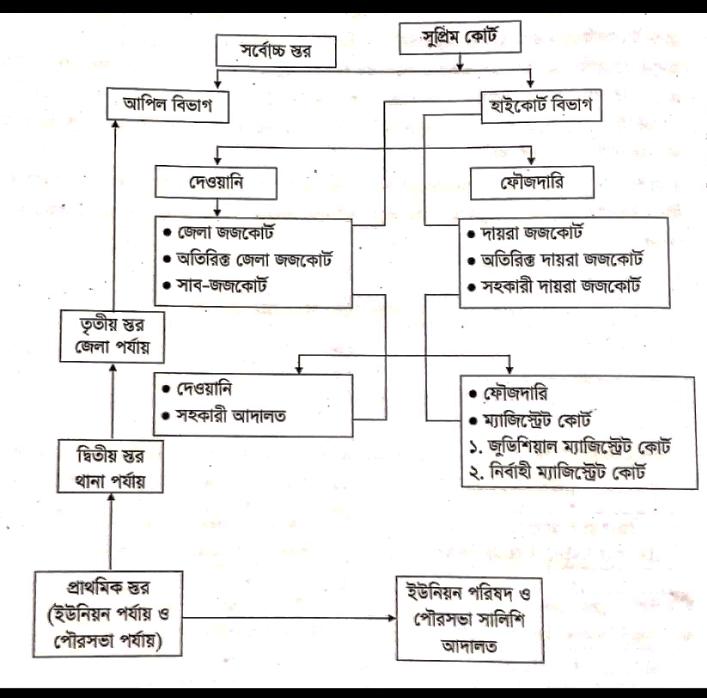 সর্বোচ্চ স্তর
সুপ্রিম কোর্ট
আপিল বিভাগ
হাইকোর্ট বিভাগ
দেওয়ানি
ফৌজদারি
● জেলা জজকোর্ট
● অতিরিক্ত জেলা জজকোর্ট
● সাব-জজকোর্ট
● দায়রা জজকোর্ট
● অতিরিক্ত দায়রা জজকোর্ট
● সহকারী দায়রা জজকোর্ট
তৃতীয় স্তর
জেলা পর্যায়
● দেওয়ানি
● সহকারী আদালত
● ফৌজদারি
● ম্যাজিস্ট্রেট কোর্ট
১. জুডিশিয়াল ম্যাজিস্ট্রেট কোর্ট
২. নির্বাহী ম্যাজিস্ট্রেট কোর্ট
দ্বিতীয় স্তর
থানা পর্যায়
প্রাথমিক স্তর
(ইউনিয়ন পর্যায় ও
পৌরসভা পর্যায়)
ইউনিয়ন পরিষদ ও
পৌরসভা সালিশি
আদালত